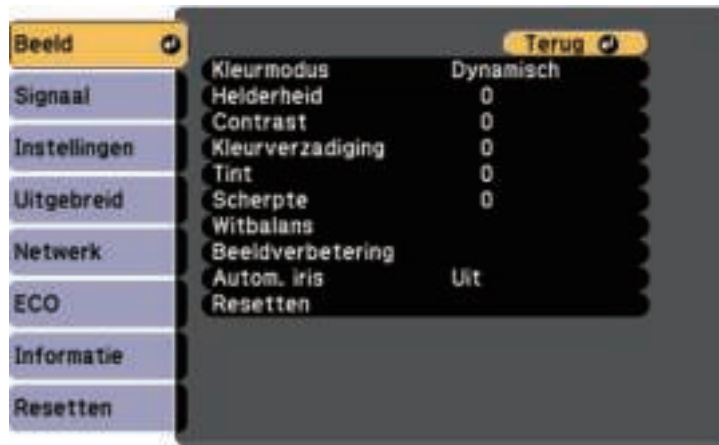 Beeld
Signaal
Instellingen
Uitgebreid
Netwerk
ECO
Informatie
Resetten
Terug
Kleurmodus Dynamisch
Helderheid 0
Contrast 0
Kleurverzadiging 0
Tint 0
Scherpte 0
Witbalans
Beeldverbetering
Autom. iris Uit
Resetten